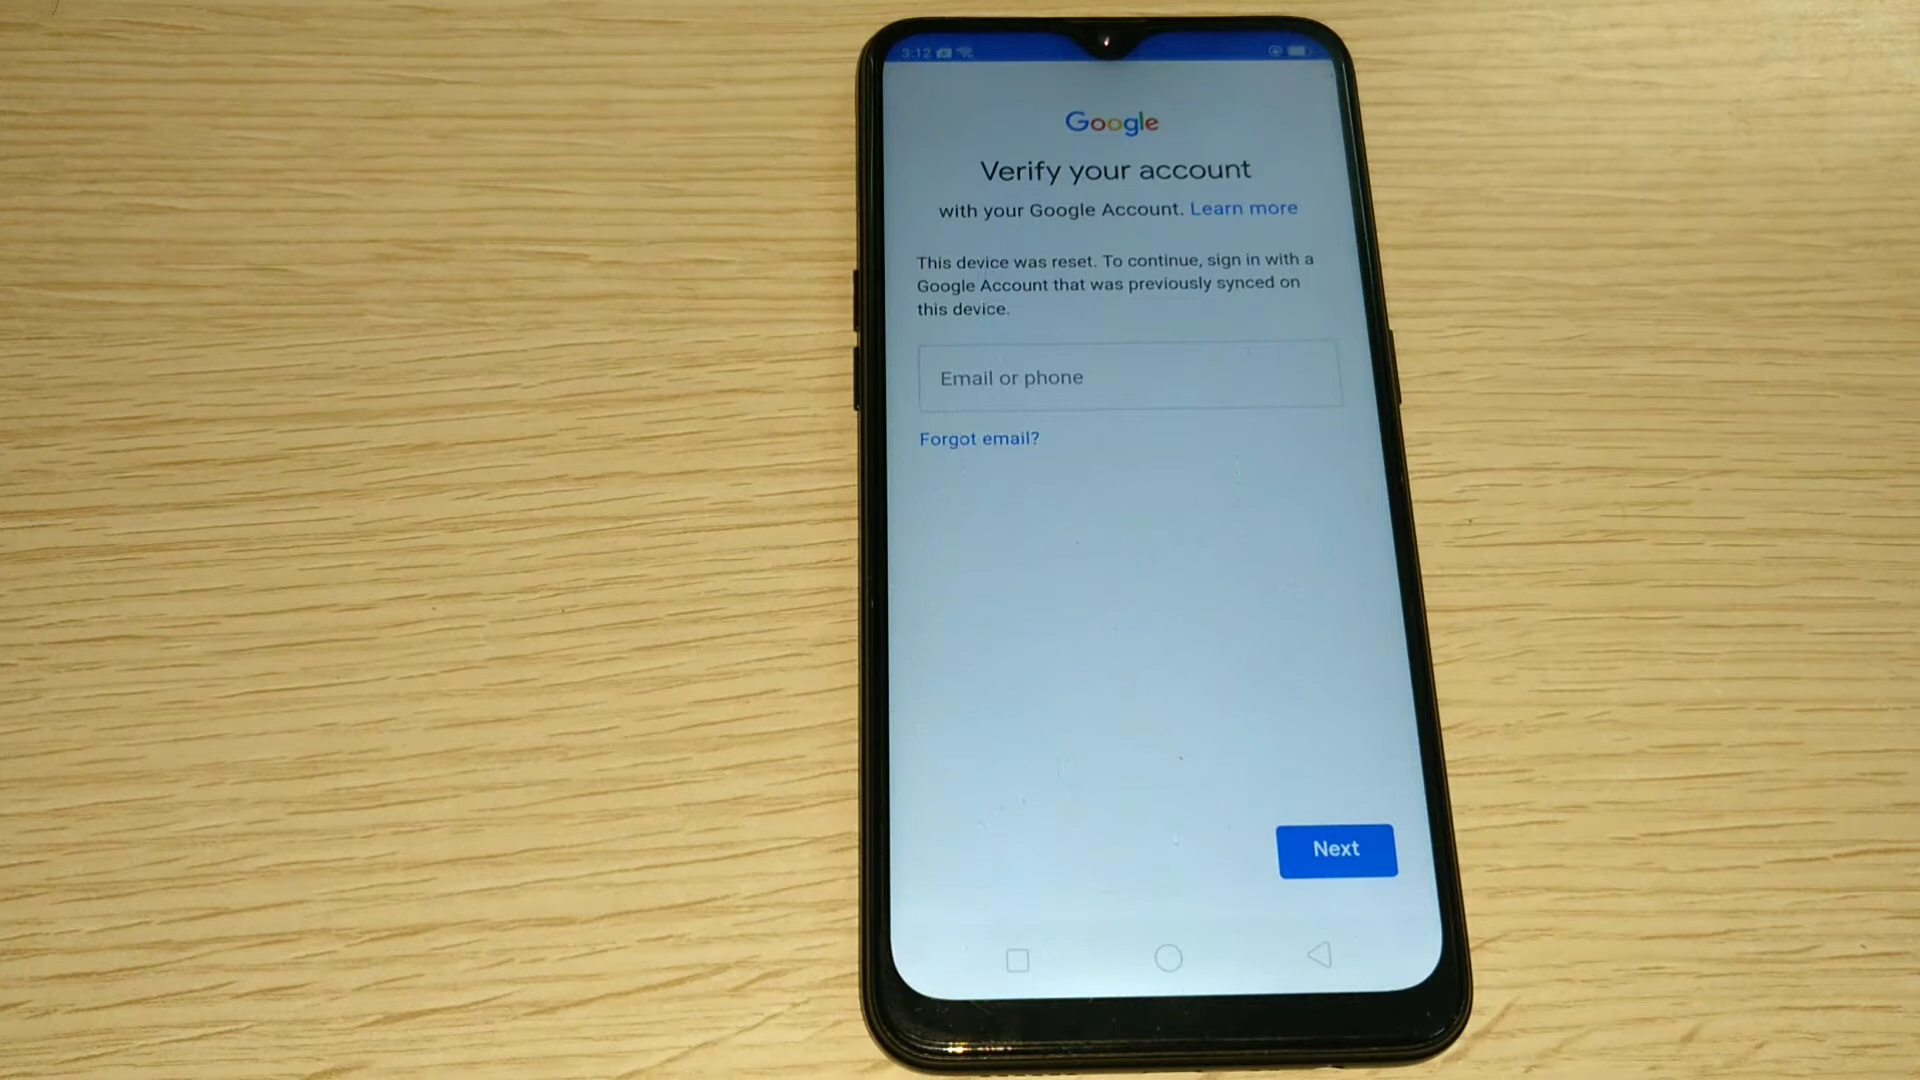 3:12
Google
Verify your account
with your Google Account. Learn more
This device was reset. To continue, sign in with a
Google Account that was previously synced on
this device.
Email or phone
Forgot email?
Next